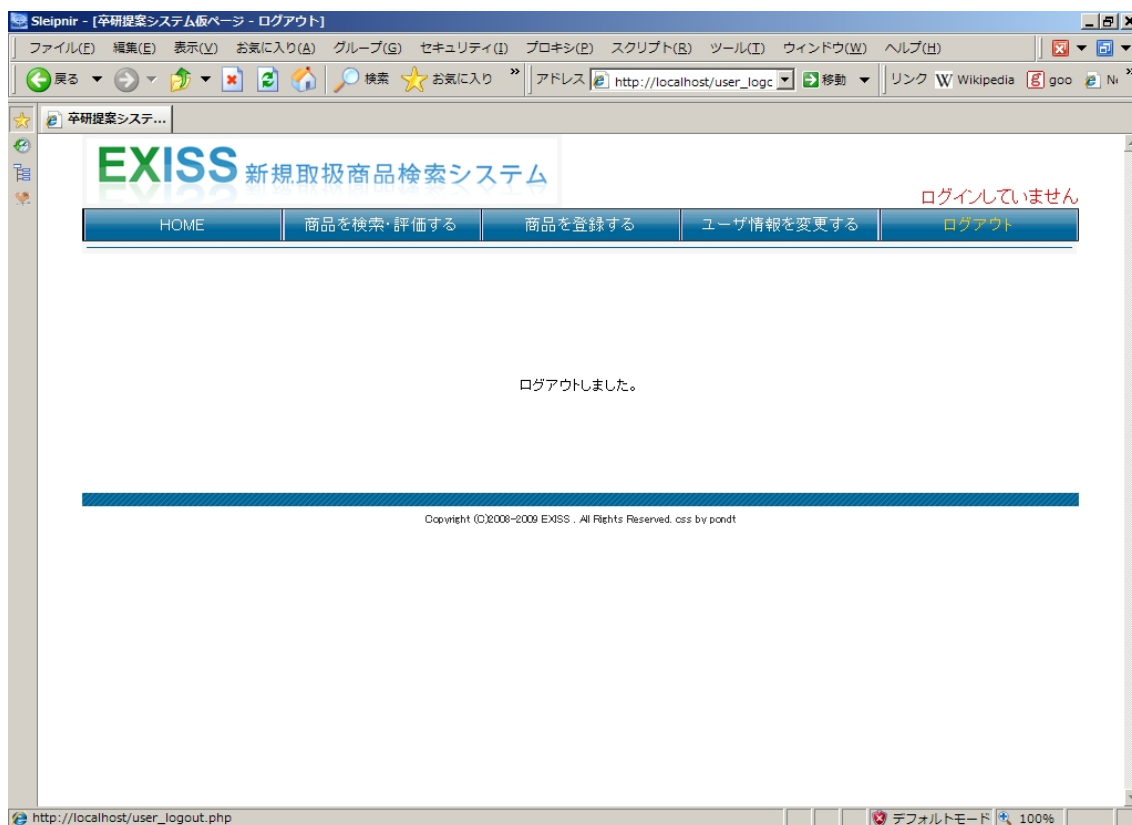 Sleipnir - [卒研提案システム仮ページ - ログアウト]
ファイル(F) 編集(E) 表示(V) お気に入り(A) グループ(G) セキュリティ(I) プロキシ(P) スクリプト(R) ツール(T) ウィンドウ(W) ヘルプ(H)
戻る 検索 お気に入り » アドレス http://localhost/user_logc 移動 リンク W Wikipedia g goo »
卒研提案システ...
EXISS 新規取扱商品検索システム
ログインしていません
HOME 商品を検索・評価する 商品を登録する ユーザ情報を変更する ログアウト
ログアウトしました。
Copyright (C)2008-2009 EXISS . All Rights Reserved. css by pondt
http://localhost/user_logout.php デフォルトモード 100%